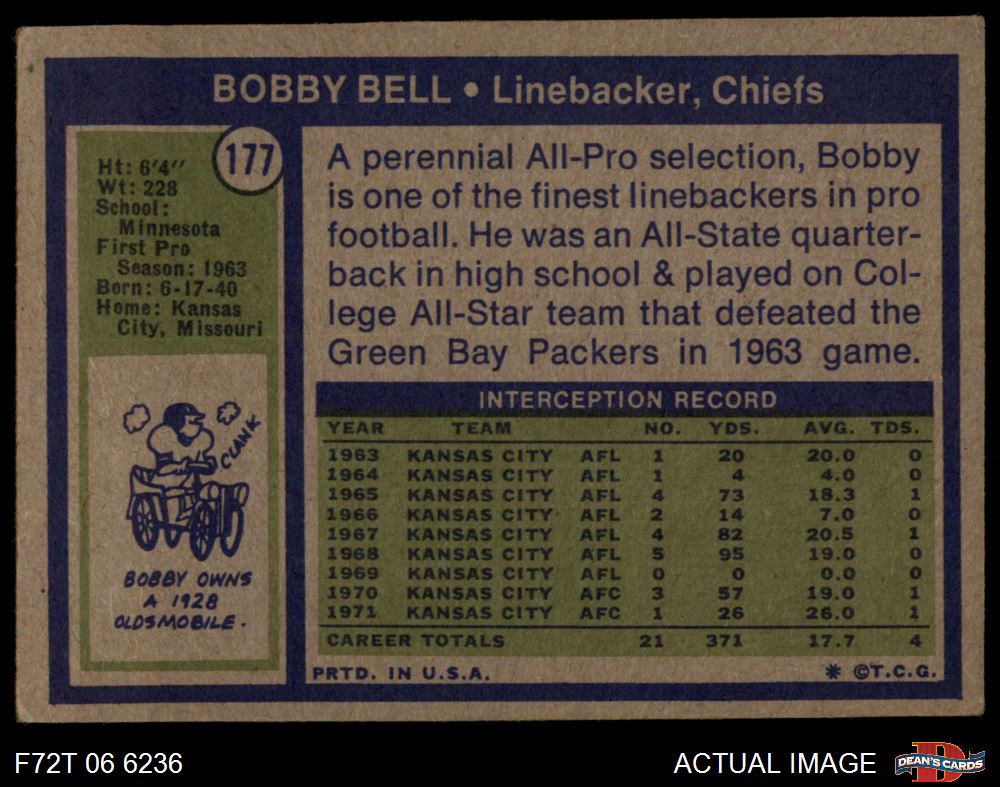 BOBBY BELL • Linebacker, Chiefs
177
Ht: 6'4''
Wt: 228
School:
Minnesota
First Pro
Season: 1963
Born: 6-17-40
Home: Kansas
City, Missouri
CLANK
BOBBY OWNS
A 1928
OLDSMOBILE.
A perennial All-Pro selection, Bobby
is one of the finest linebackers in pro
football. He was an All-State quarter-
back in high school & played on Col-
lege All-Star team that defeated the
Green Bay Packers in 1963 game.
INTERCEPTION RECORD
YEAR TEAM NO. YDS. AVG. TDS.
1963 KANSAS CITY AFL 1 20 20.0 0
1964 KANSAS CITY AFL 1 4 4.0 0
1965 KANSAS CITY AFL 4 73 18.3 1
1966 KANSAS CITY AFL 2 14 7.0 0
1967 KANSAS CITY AFL 4 82 20.5 1
1968 KANSAS CITY AFL 5 95 19.0 0
1969 KANSAS CITY AFL 0 0 0.0 0
1970 KANSAS CITY AFC 3 57 19.0 1
1971 KANSAS CITY AFC 1 26 26.0 1
CAREER TOTALS 21 371 17.7 4
PRTD. IN U.S.A. * ©T.C.G.
F72T 06 6236 ACTUAL IMAGE DEAN'S CARDS